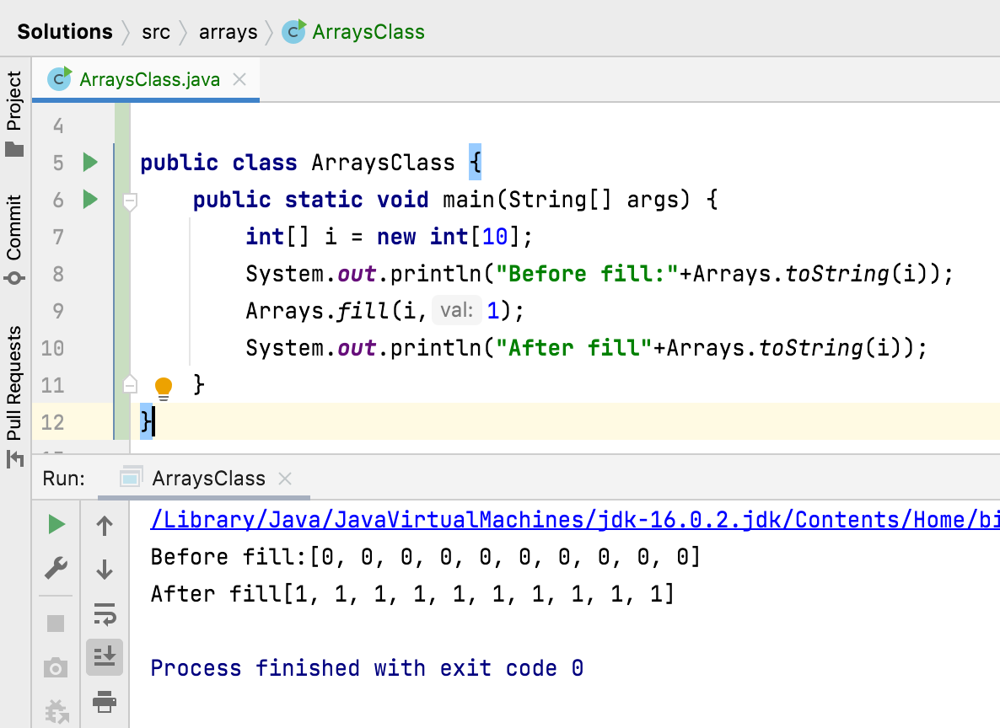 Solutions src arrays C ArraysClass
C ArraysClass.java
Project
Commit
Pull Requests
4
5 public class ArraysClass {
6 public static void main(String[] args) {
7 int[] i = new int[10];
8 System.out.println("Before fill:"+Arrays.toString(i));
9 Arrays.fill(i, val: 1);
10 System.out.println("After fill"+Arrays.toString(i));
11 }
12 }
Run: ArraysClass
/Library/Java/JavaVirtualMachines/jdk-16.0.2.jdk/Contents/Home/bi
Before fill:[0, 0, 0, 0, 0, 0, 0, 0, 0, 0]
After fill[1, 1, 1, 1, 1, 1, 1, 1, 1, 1]
Process finished with exit code 0